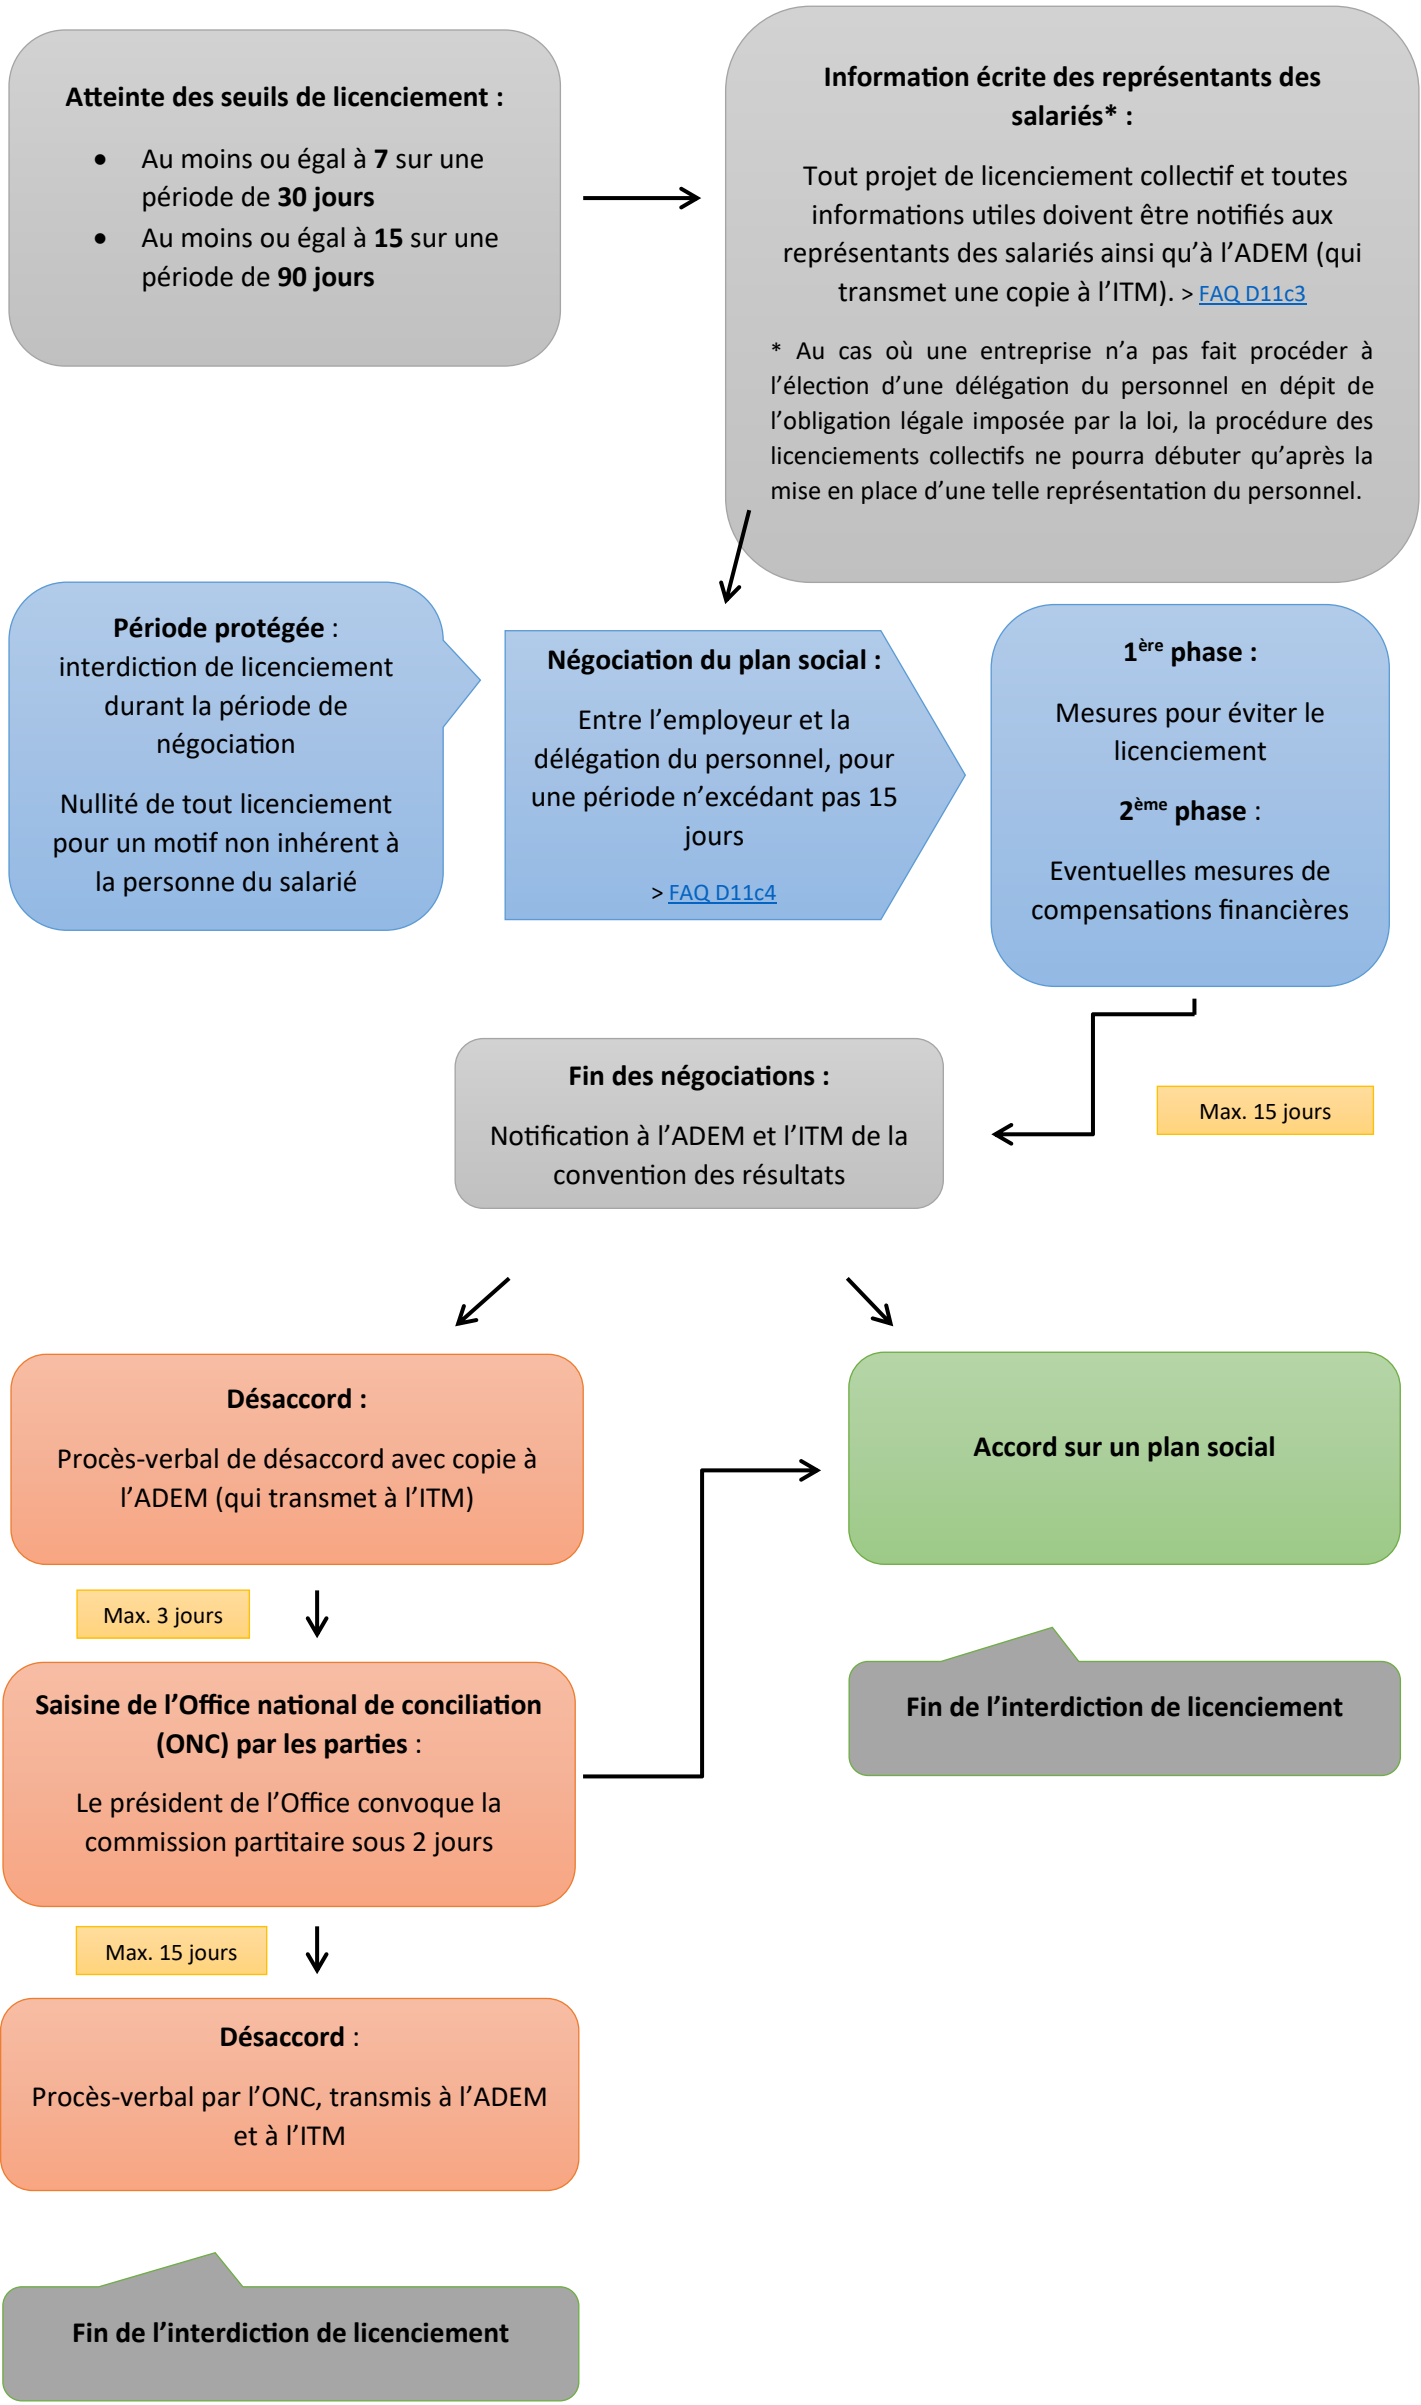 Atteinte des seuils de licenciement :
• Au moins ou égal à 7 sur une
période de 30 jours
• Au moins ou égal à 15 sur une
période de 90 jours
Information écrite des représentants des
salariés* :
Tout projet de licenciement collectif et toutes
informations utiles doivent être notifiés aux
représentants des salariés ainsi qu’à l’ADEM (qui
transmet une copie à l’ITM). > FAQ D11c3
* Au cas où une entreprise n’a pas fait procéder à
l’élection d’une délégation du personnel en dépit de
l’obligation légale imposée par la loi, la procédure des
licenciements collectifs ne pourra débuter qu’après la
mise en place d’une telle représentation du personnel.
Période protégée :
interdiction de licenciement
durant la période de
négociation
Nullité de tout licenciement
pour un motif non inhérent à
la personne du salarié
Négociation du plan social :
Entre l’employeur et la
délégation du personnel, pour
une période n’excédant pas 15
jours
> FAQ D11c4
1ère phase :
Mesures pour éviter le
licenciement
2ème phase :
Eventuelles mesures de
compensations financières
Max. 15 jours
Fin des négociations :
Notification à l’ADEM et l’ITM de la
convention des résultats
Désaccord :
Procès-verbal de désaccord avec copie à
l’ADEM (qui transmet à l’ITM)
Accord sur un plan social
Max. 3 jours
Saisine de l’Office national de conciliation
(ONC) par les parties :
Le président de l’Office convoque la
commission partitaire sous 2 jours
Fin de l’interdiction de licenciement
Max. 15 jours
Désaccord :
Procès-verbal par l’ONC, transmis à l’ADEM
et à l’ITM
Fin de l’interdiction de licenciement